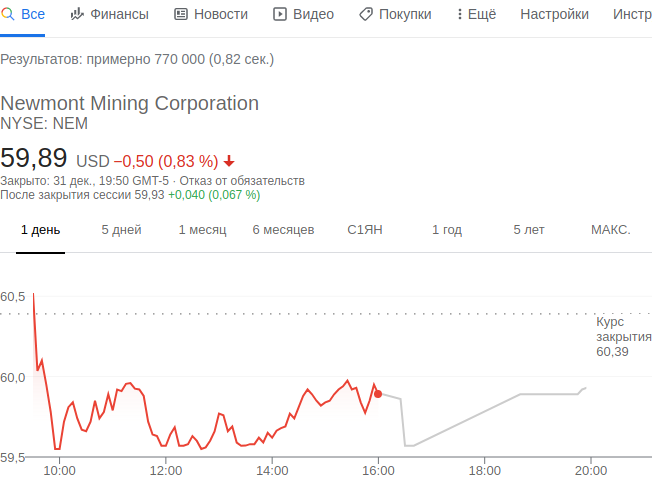 Все Финансы Новости Видео Покупки Ещё Настройки Инстр
Результатов: примерно 770 000 (0,82 сек.)
Newmont Mining Corporation
NYSE: NEM
59,89 USD −0,50 (0,83 %)
Закрыто: 31 дек., 19:50 GMT-5 · Отказ от обязательств
После закрытия сессии 59,93 +0,040 (0,067 %)
1 день 5 дней 1 месяц 6 месяцев С1ЯН 1 год 5 лет МАКС.
60,5
Курс
закрытия
60,39
60,0
59,5
10:00 12:00 14:00 16:00 18:00 20:00